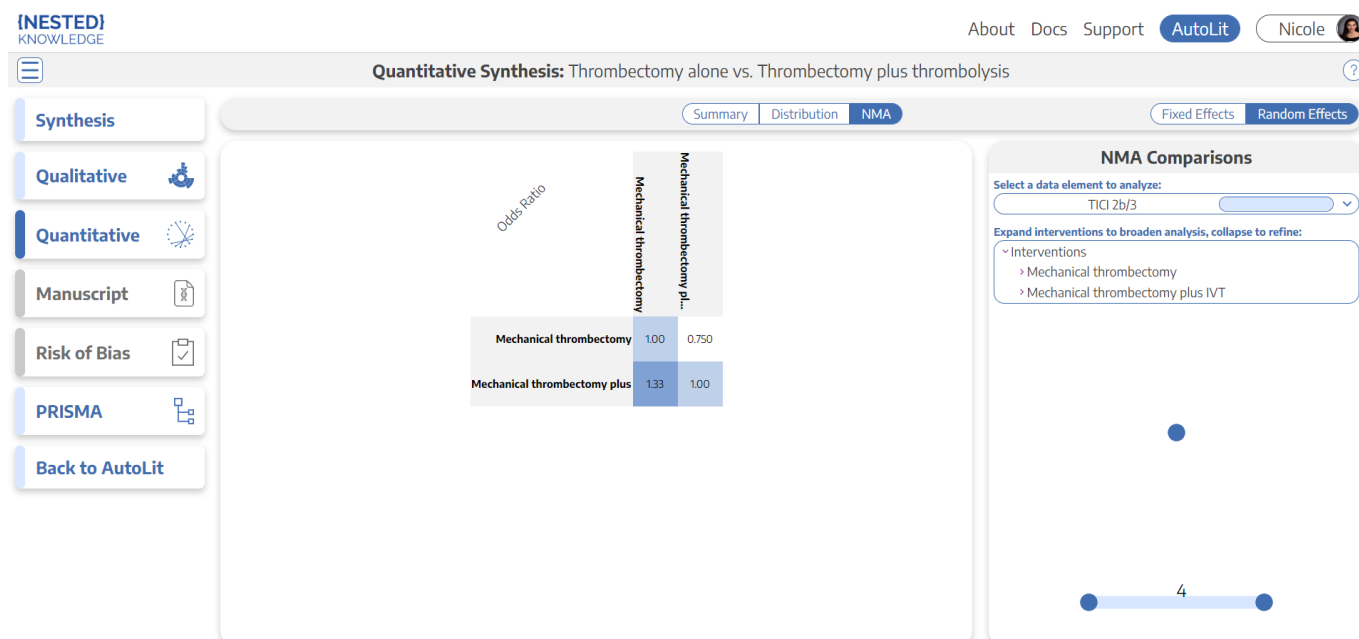 {NESTED}
KNOWLEDGE
About Docs Support AutoLit Nicole
Quantitative Synthesis: Thrombectomy alone vs. Thrombectomy plus thrombolysis
?
Synthesis
Qualitative
Quantitative
Manuscript
Risk of Bias
PRISMA
Back to AutoLit
Summary Distribution NMA
Fixed Effects Random Effects
Odds Ratio
Mechanical thrombectomy
Mechanical thrombectomy pl...
Mechanical thrombectomy 1.00 0.750
Mechanical thrombectomy plus 1.33 1.00
NMA Comparisons
Select a data element to analyze:
TICI 2b/3
Expand interventions to broaden analysis, collapse to refine:
Interventions
Mechanical thrombectomy
Mechanical thrombectomy plus IVT
4